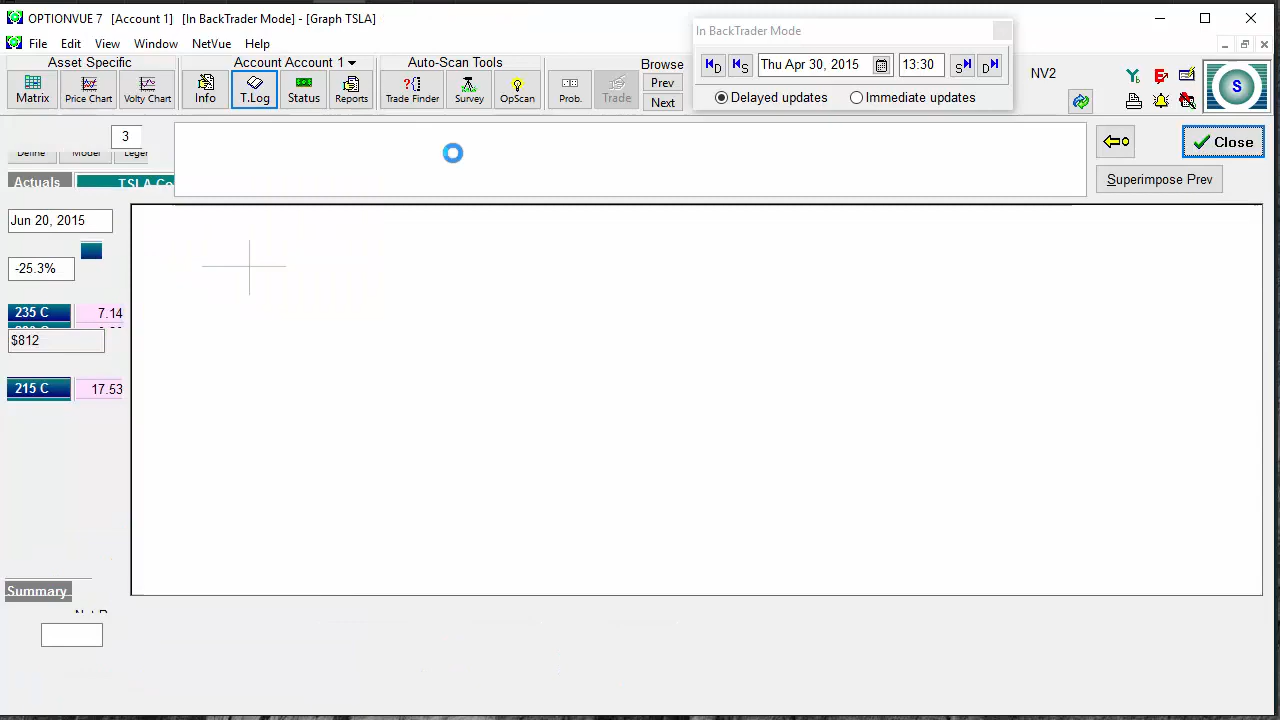 OPTIONVUE 7 [Account 1] - [In BackTrader Mode] - [Graph TSLA]
In BackTrader Mode
File Edit View Window NetVue Help
Asset Specific
Account Account 1
Auto-Scan Tools
Browse
Matrix
Price Chart
Volty Chart
Info
T.Log
Status
Reports
Trade Finder
Survey
OpScan
Prob.
Trade
Prev
Next
D
S
Thu Apr 30, 2015
13:30
S
D
Delayed updates
Immediate updates
NV2
S
3
Close
Define
Model
Actuals
Superimpose Prev
Jun 20, 2015
-25.3%
235 C 7.14
$812
215 C 17.53
Summary